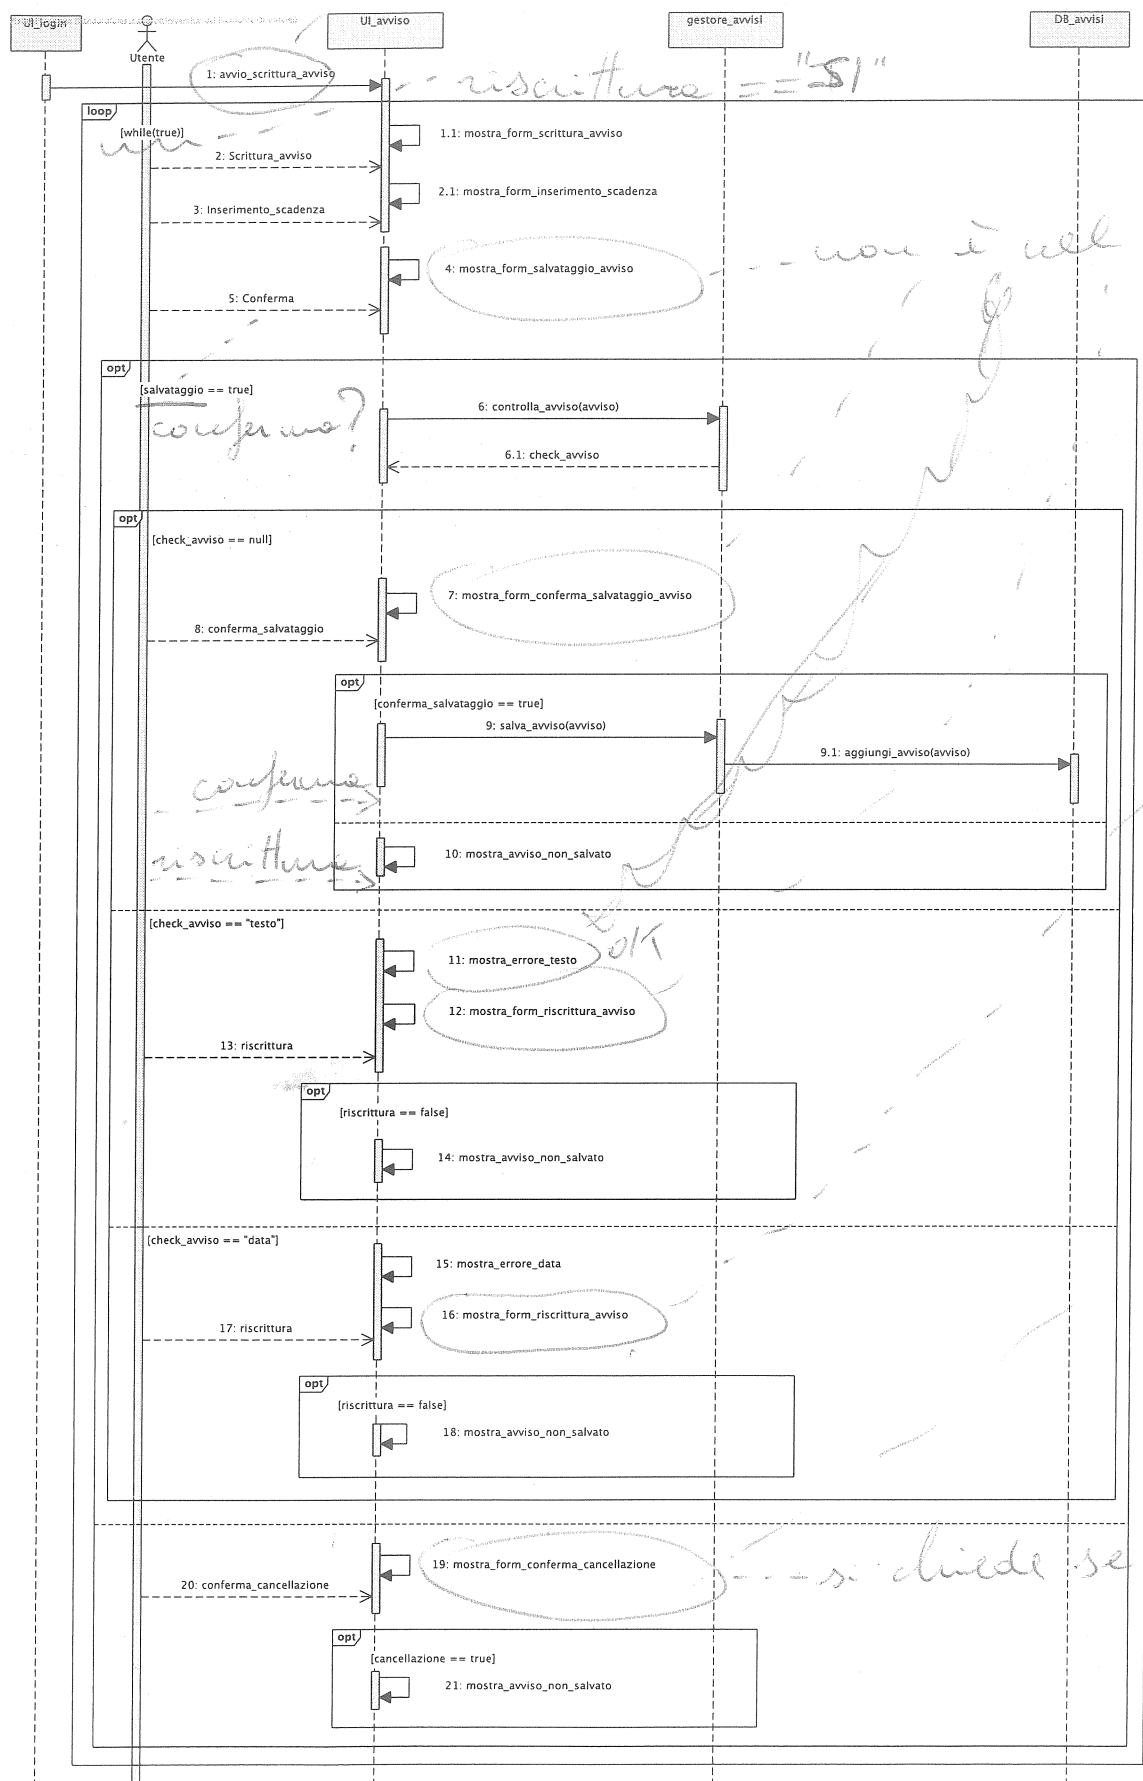 UI_login
Utente
UI_avviso
gestore_avvisi
DB_avvisi
1: avvio_scrittura_avviso
riscrittura == "SI"
loop
[while(true)]
1.1: mostra_form_scrittura_avviso
2: Scrittura_avviso
2.1: mostra_form_inserimento_scadenza
3: Inserimento_scadenza
non è nel
4: mostra_form_salvataggio_avviso
5: Conferma
opt
[salvataggio == true]
conferma?
6: controlla_avviso(avviso)
6.1: check_avviso
opt
[check_avviso == null]
7: mostra_form_conferma_salvataggio_avviso
8: conferma_salvataggio
opt
[conferma_salvataggio == true]
9: salva_avviso(avviso)
9.1: aggiungi_avviso(avviso)
conferma
10: mostra_avviso_non_salvato
riscrittura
[check_avviso == "testo"]
OK
11: mostra_errore_testo
12: mostra_form_riscrittura_avviso
13: riscrittura
opt
[riscrittura == false]
14: mostra_avviso_non_salvato
[check_avviso == "data"]
15: mostra_errore_data
16: mostra_form_riscrittura_avviso
17: riscrittura
opt
[riscrittura == false]
18: mostra_avviso_non_salvato
19: mostra_form_conferma_cancellazione
si chiede se
20: conferma_cancellazione
opt
[cancellazione == true]
21: mostra_avviso_non_salvato